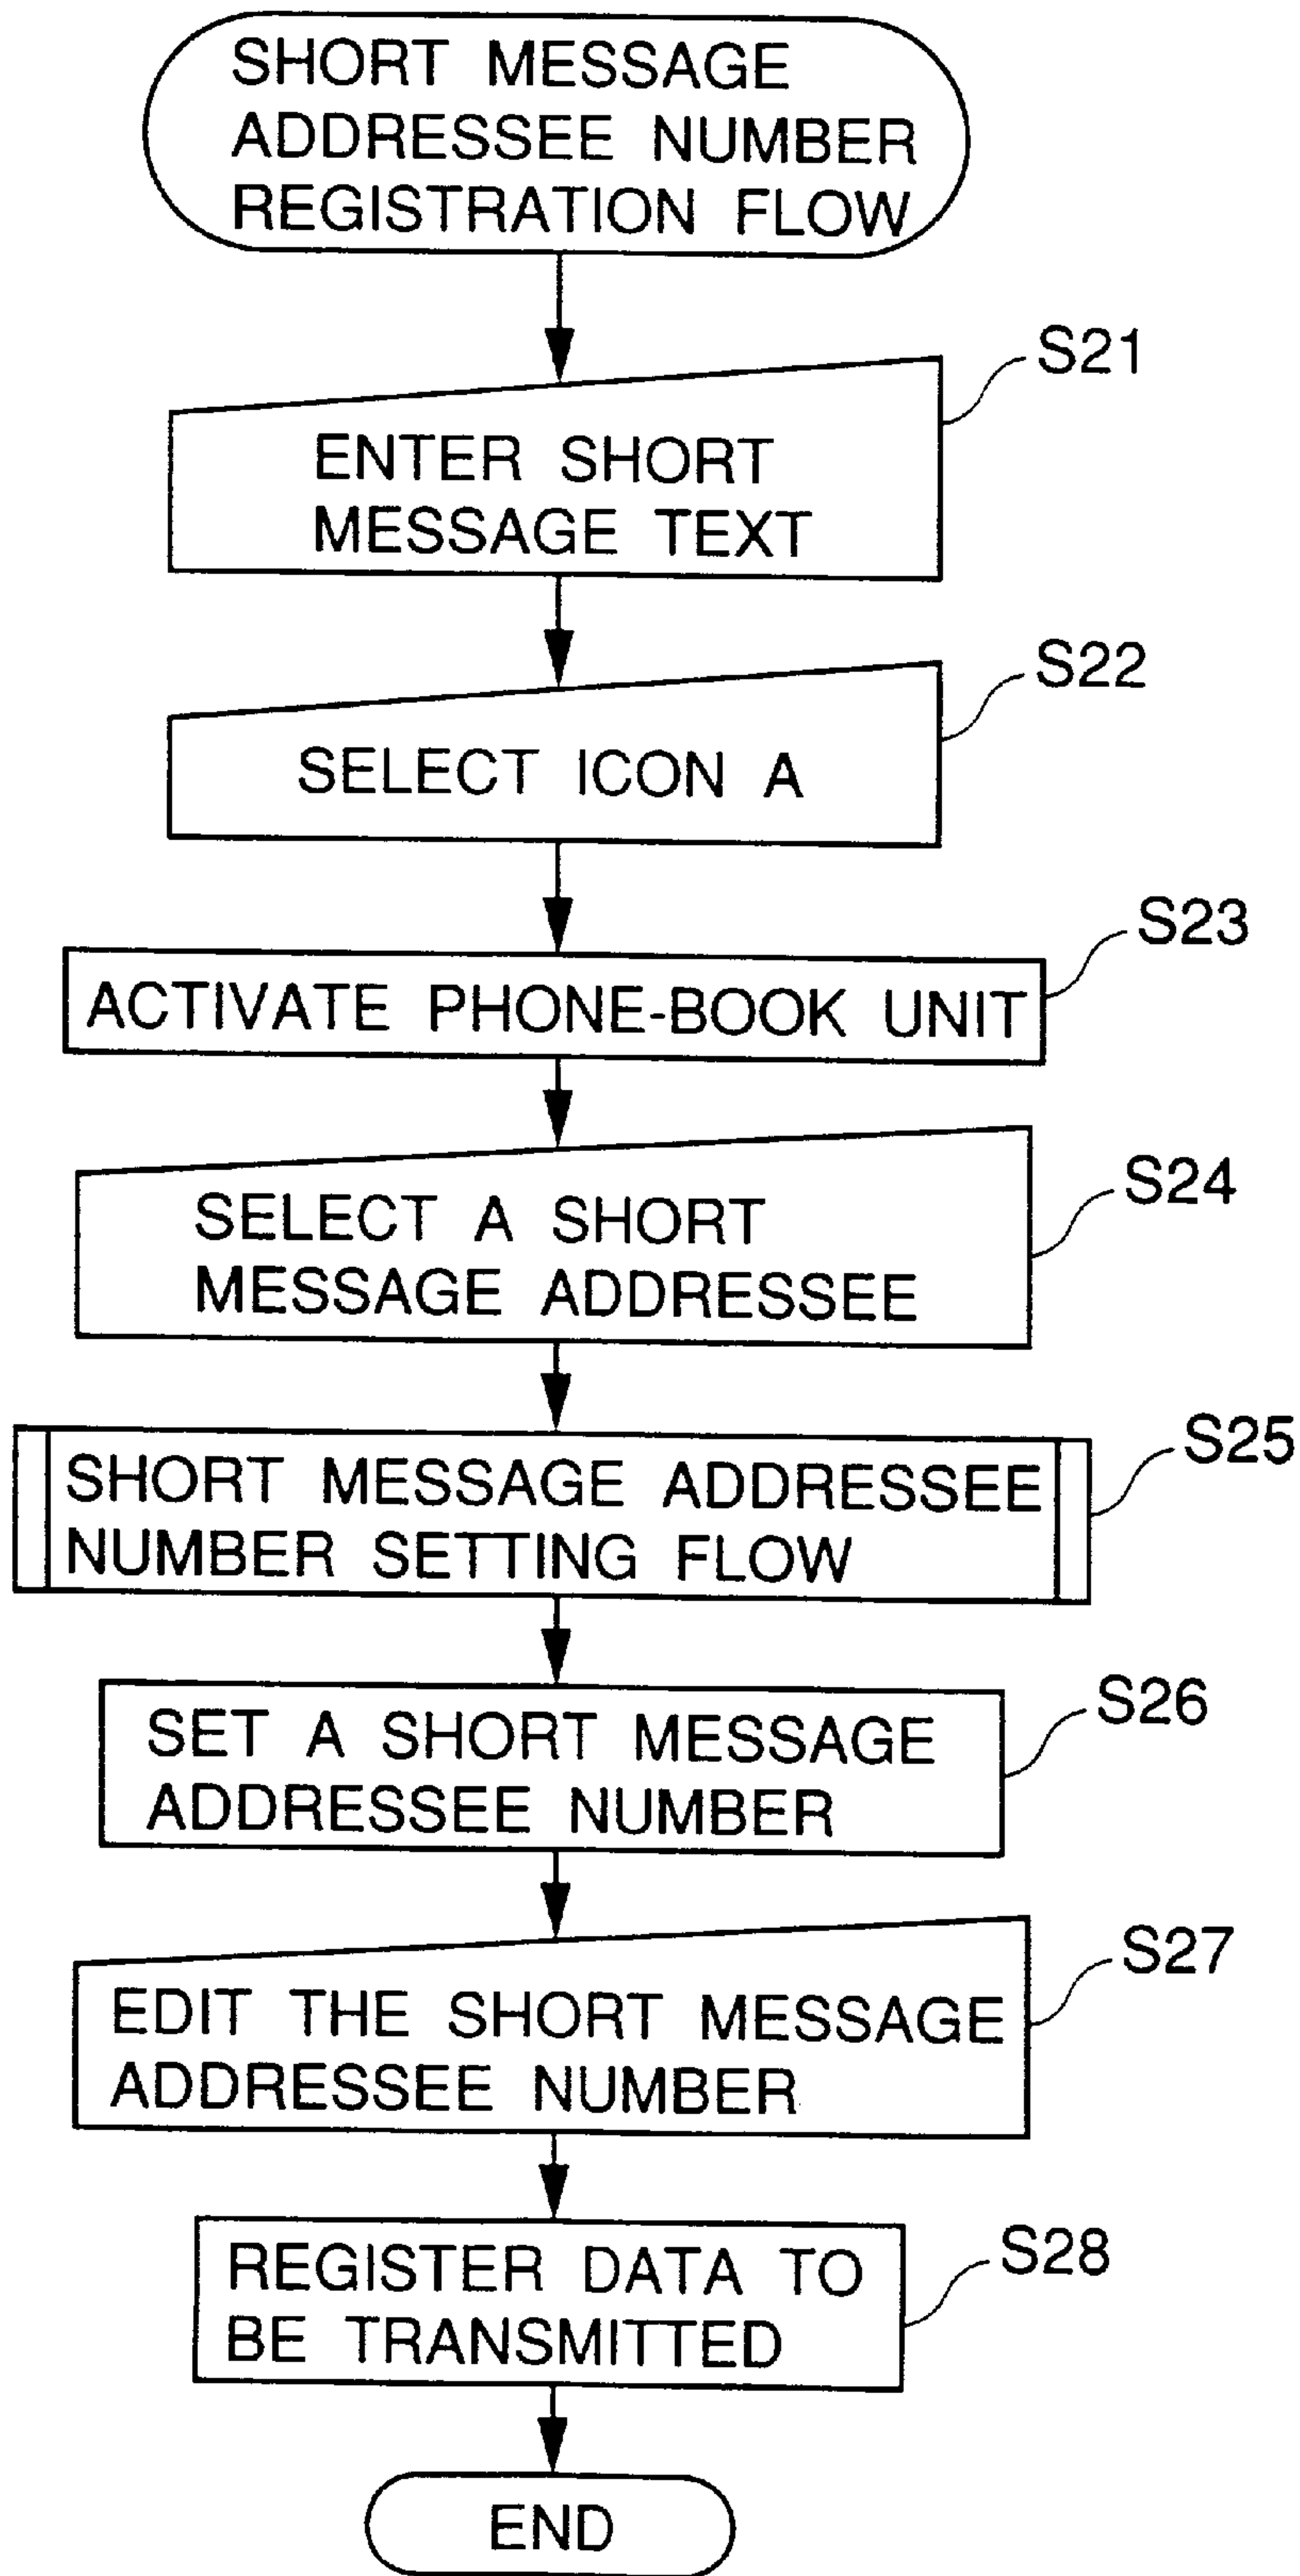 SHORT MESSAGE
ADDRESSEE NUMBER
REGISTRATION FLOW
S21
ENTER SHORT
MESSAGE TEXT
S22
SELECT ICON A
S23
ACTIVATE PHONE-BOOK UNIT
S24
SELECT A SHORT
MESSAGE ADDRESSEE
S25
SHORT MESSAGE ADDRESSEE
NUMBER SETTING FLOW
S26
SET A SHORT MESSAGE
ADDRESSEE NUMBER
S27
EDIT THE SHORT MESSAGE
ADDRESSEE NUMBER
S28
REGISTER DATA TO
BE TRANSMITTED
END